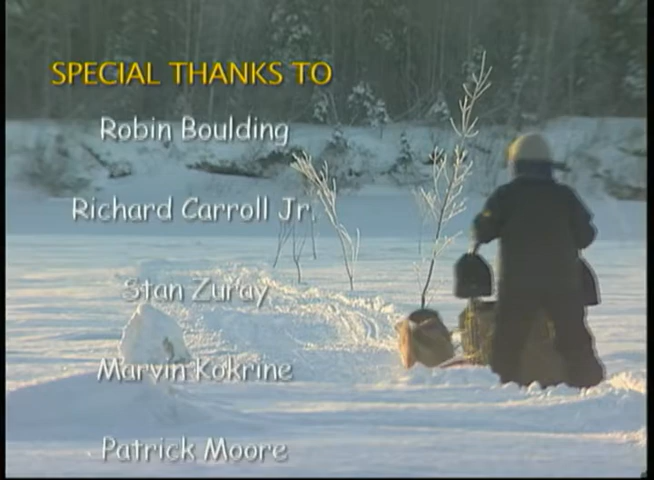 SPECIAL THANKS TO
Robin Boulding
Richard Carroll Jr.
Stan Zuray
Marvin Kokrine
Patrick Moore